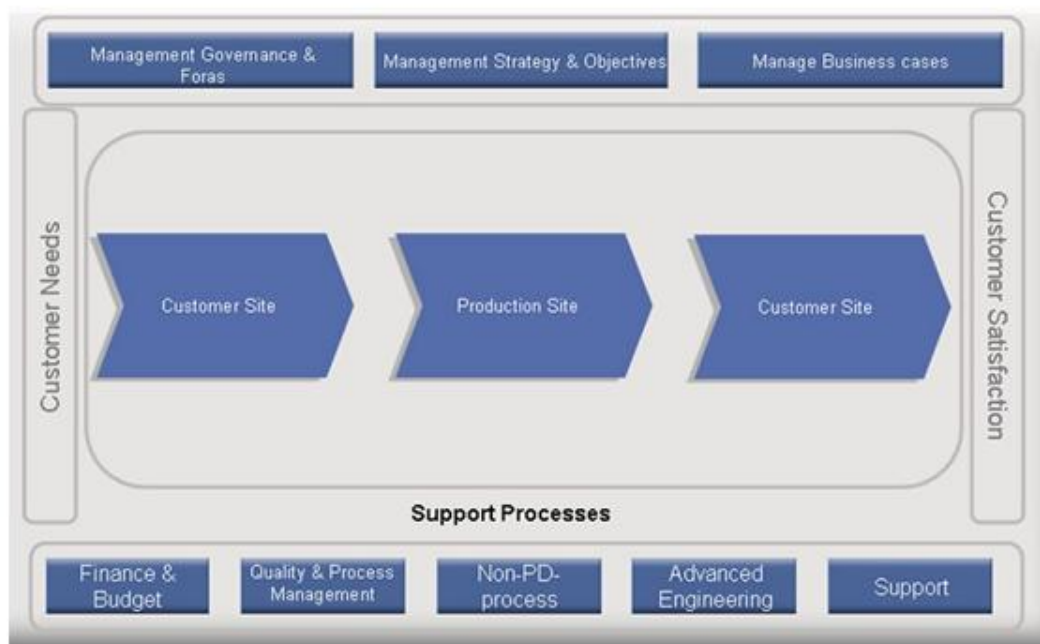 Management Governance &
Foras
Management Strategy & Objectives
Manage Business cases
Customer Needs
Customer Site
Production Site
Customer Site
Customer Satisfaction
Support Processes
Finance &
Budget
Quality & Process
Management
Non-PD-
process
Advanced
Engineering
Support